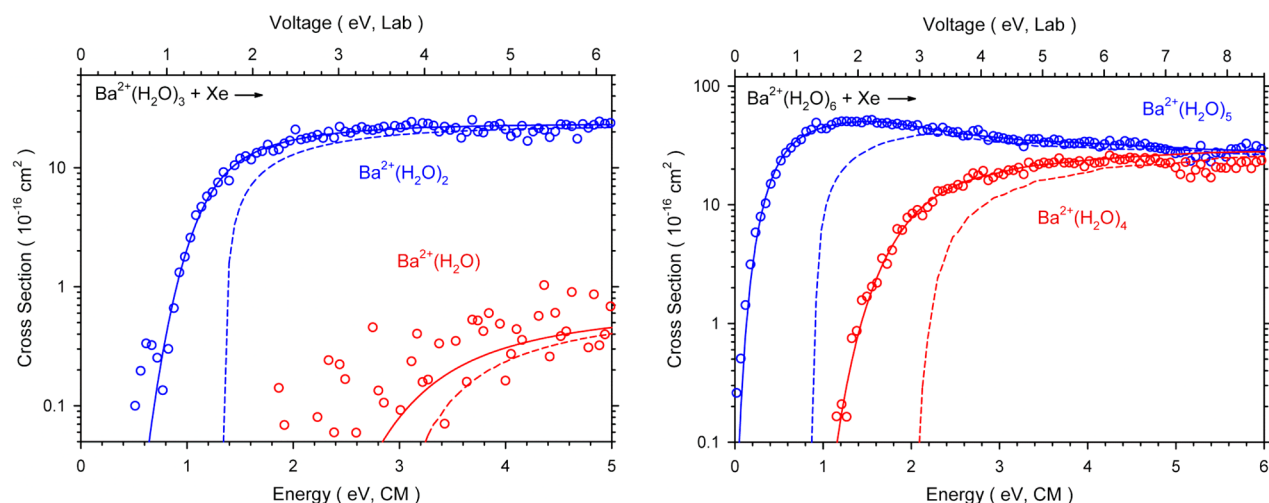 Voltage ( eV, Lab )
0 1 2 3 4 5 6
Ba²⁺(H₂O)₃ + Xe ⟶
Ba²⁺(H₂O)₂
Ba²⁺(H₂O)
Cross Section ( 10⁻¹⁶ cm² )
10
1
0.1
0 1 2 3 4 5
Energy ( eV, CM )
Voltage ( eV, Lab )
0 1 2 3 4 5 6 7 8
Ba²⁺(H₂O)₆ + Xe ⟶
Ba²⁺(H₂O)₅
Ba²⁺(H₂O)₄
Cross Section ( 10⁻¹⁶ cm² )
100
10
1
0.1
0 1 2 3 4 5 6
Energy ( eV, CM )